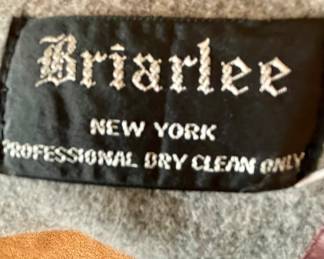 Briarlee
NEW YORK
PROFESSIONAL DRY CLEAN ONLY